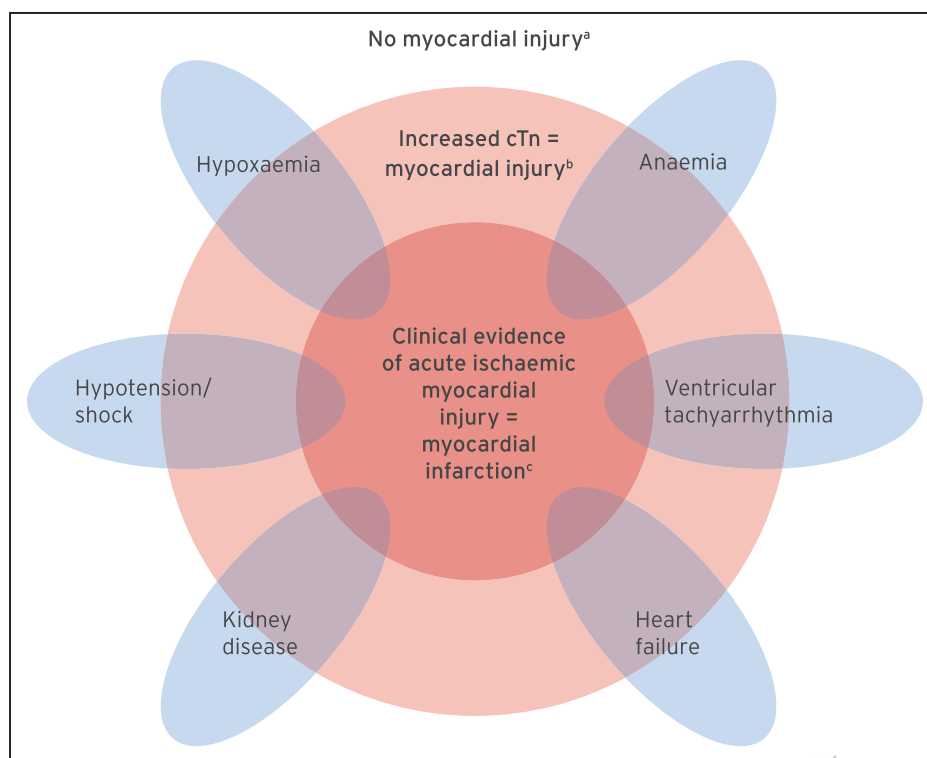 No myocardial injuryᵃ
Increased cTn =
myocardial injuryᵇ
Hypoxaemia
Anaemia
Clinical evidence
of acute ischaemic
myocardial
injury =
myocardial
infarctionᶜ
Hypotension/
shock
Ventricular
tachyarrhythmia
Kidney
disease
Heart
failure